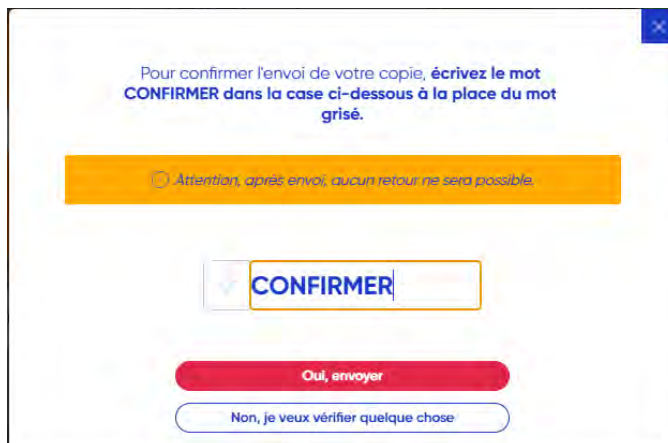 Pour confirmer l'envoi de votre copie, écrivez le mot
CONFIRMER dans la case ci-dessous à la place du mot
grisé.
Attention, après envoi, aucun retour ne sera possible.
CONFIRMER
Oui, envoyer
Non, je veux vérifier quelque chose